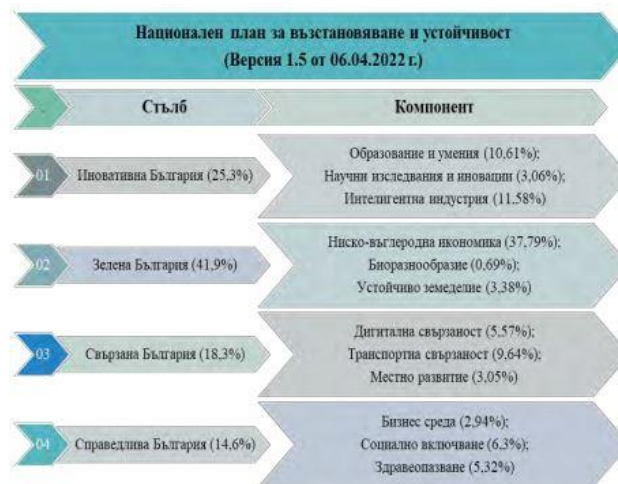 Национален план за възстановяване и устойчивост
(Версия 1.5 от 06.04.2022 г.)
Стълб
Компонент
01
Иновативна България (25,3%)
Образование и умения (10,61%);
Научни изследвания и иновации (3,06%);
Интелигентна индустрия (11,58%)
02
Зелена България (41,9%)
Ниско-въглеродна икономика (37,79%);
Биоразнообразие (0,69%);
Устойчиво земеделие (3,38%)
03
Свързана България (18,3%)
Дигитална свързаност (5,57%);
Транспортна свързаност (9,64%);
Местно развитие (3,05%)
04
Справедлива България (14,6%)
Бизнес среда (2,94%);
Социално включване (6,3%);
Здравеопазване (5,32%)